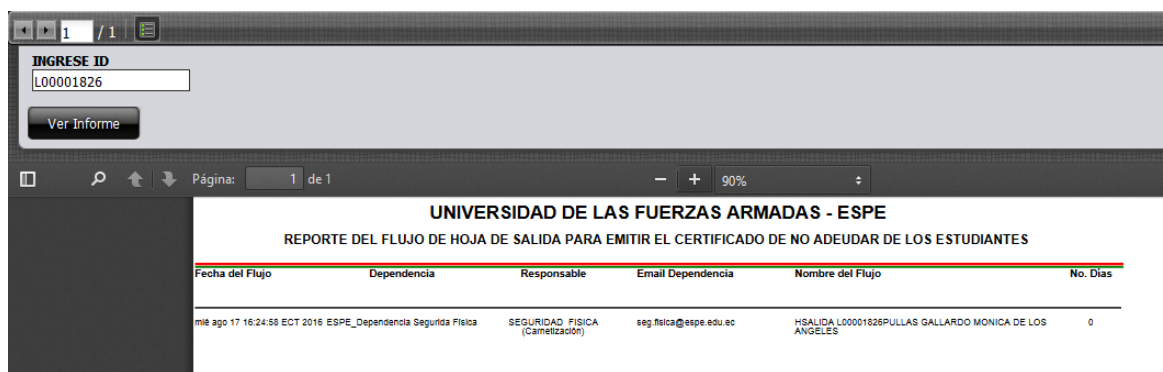 1 / 1
INGRESE ID
L00001826
Ver Informe
Página: 1 de 1 90%
UNIVERSIDAD DE LAS FUERZAS ARMADAS - ESPE
REPORTE DEL FLUJO DE HOJA DE SALIDA PARA EMITIR EL CERTIFICADO DE NO ADEUDAR DE LOS ESTUDIANTES
Fecha del Flujo Dependencia Responsable Email Dependencia Nombre del Flujo No. Días
mié ago 17 16:24:58 ECT 2016 ESPE_Dependencia Segurida Física SEGURIDAD FISICA seg.fisica@espe.edu.ec HSALIDA L00001826PULLAS GALLARDO MONICA DE LOS 0
(Carnetización) ANGELES